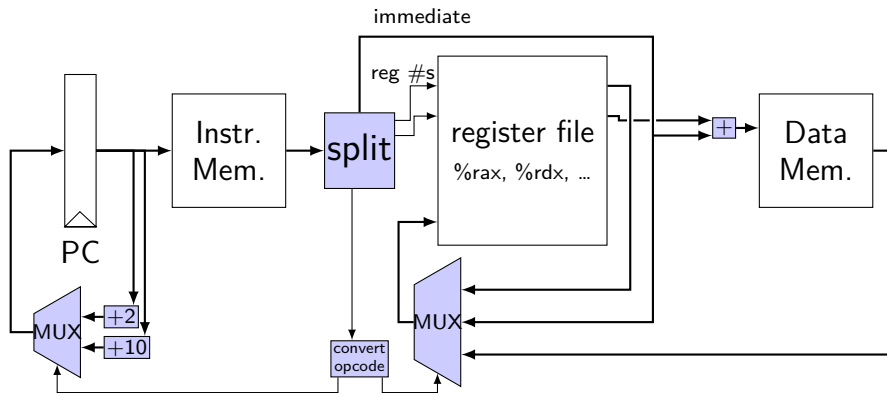 immediate
reg #s
Instr.
Mem.
split
register file
%rax, %rdx, ...
+
Data
Mem.
PC
MUX
+2
+10
MUX
convert
opcode